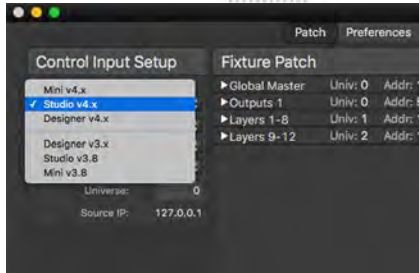 Patch Preferences
Control Input Setup
Mini v4.x
✓ Studio v4.x
Designer v4.x
Designer v3.x
Studio v3.8
Mini v3.8
Universe: 0
Source IP: 127.0.0.1
Fixture Patch
▶Global Master Univ: 0 Addr:
▶Outputs 1 Univ: 0 Addr:
▶Layers 1-8 Univ: 1 Addr:
▶Layers 9-12 Univ: 2 Addr: